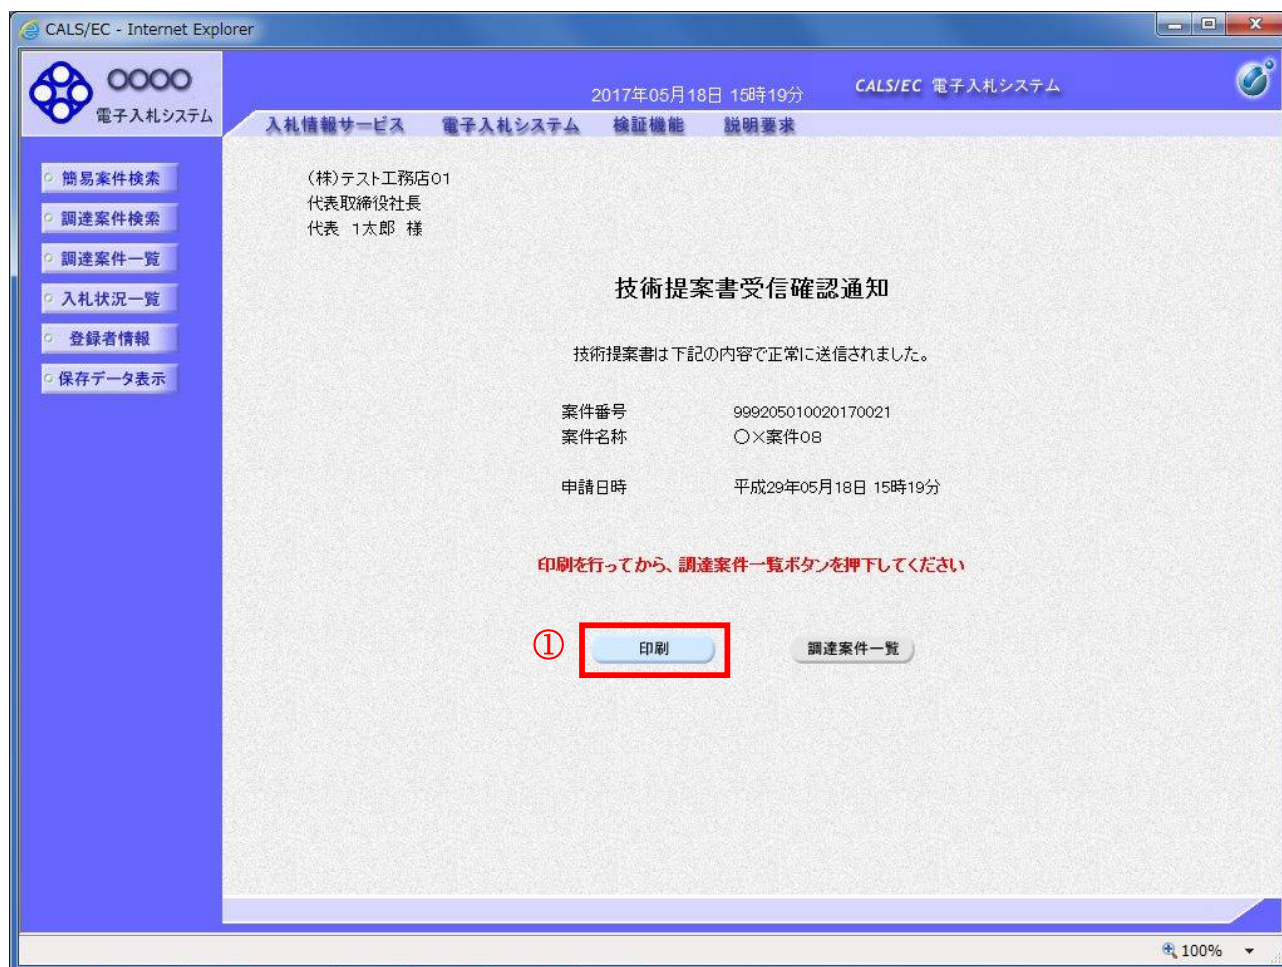 CALS/EC - Internet Explorer
〇〇〇〇
電子入札システム
2017年05月18日 15時19分
CALS/EC 電子入札システム
入札情報サービス 電子入札システム 検証機能 説明要求
簡易案件検索
調達案件検索
調達案件一覧
入札状況一覧
登録者情報
保存データ表示
(株)テスト工務店01
代表取締役社長
代表 1太郎 様
技術提案書受信確認通知
技術提案書は下記の内容で正常に送信されました。
案件番号 999205010020170021
案件名称 〇×案件08
申請日時 平成29年05月18日 15時19分
印刷を行ってから、調達案件一覧ボタンを押下してください
① 印刷 調達案件一覧
100%